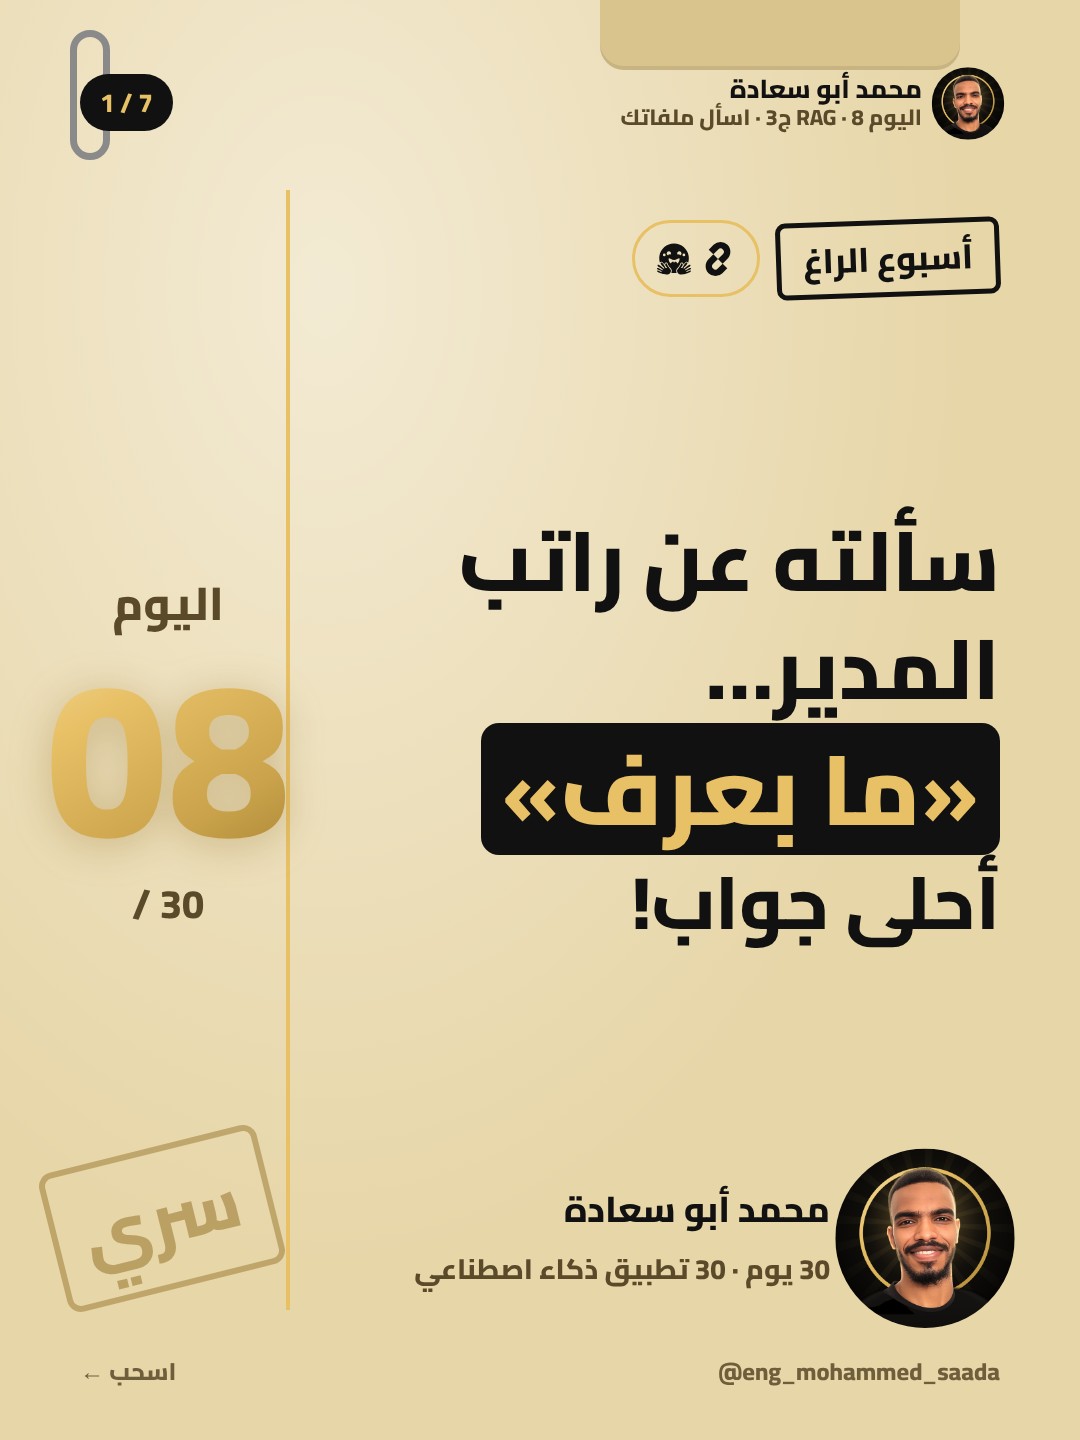 محمد أبو سعادة
اليوم 8 · RAG ج3 · اسأل ملفاتك
1 / 7
أسبوع الراغ
سألته عن راتب
المدير...
«ما بعرف»
أحلى جواب!
اليوم
08
/ 30
سري
محمد أبو سعادة
30 يوم · 30 تطبيق ذكاء اصطناعي
@eng_mohammed_saada
اسحب ←